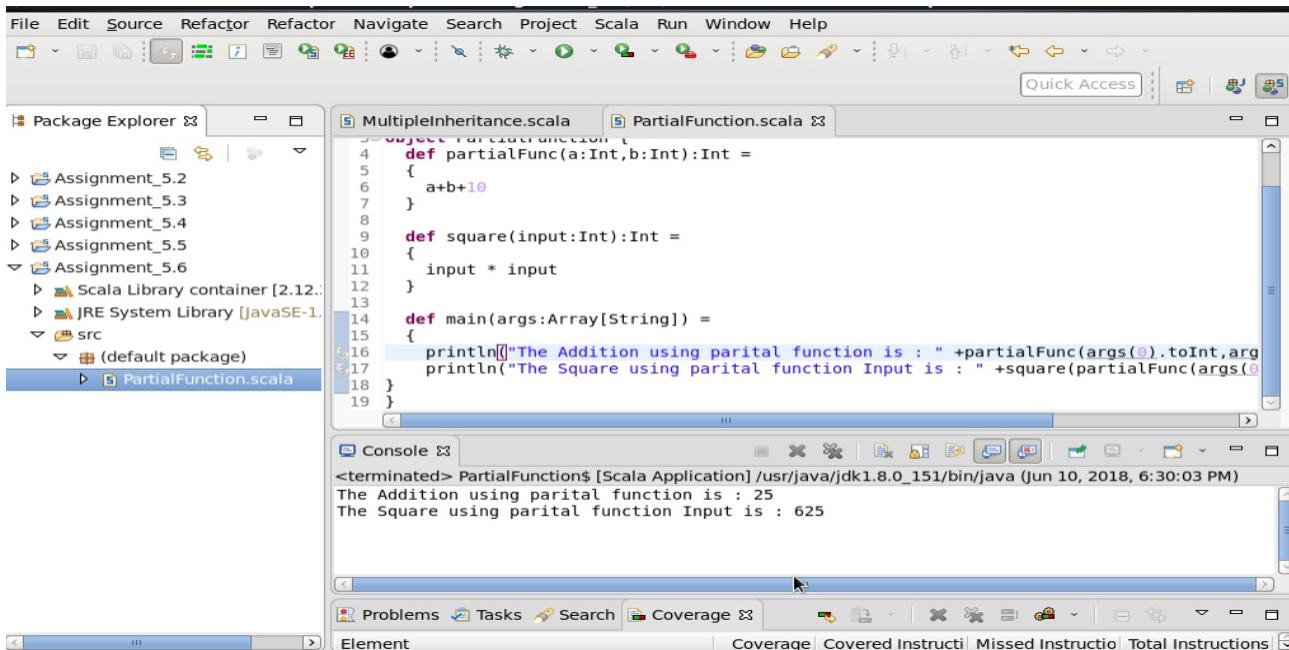 File Edit Source Refactor Refactor Navigate Search Project Scala Run Window Help
Quick Access
Package Explorer
Assignment_5.2
Assignment_5.3
Assignment_5.4
Assignment_5.5
Assignment_5.6
Scala Library container [2.12.
JRE System Library [JavaSE-1.
src
(default package)
PartialFunction.scala
MultipleInheritance.scala PartialFunction.scala
3 object PartialFunction {
4 def partialFunc(a:Int,b:Int):Int =
5 {
6 a+b+10
7 }
8
9 def square(input:Int):Int =
10 {
11 input * input
12 }
13
14 def main(args:Array[String]) =
15 {
16 println("The Addition using parital function is : " +partialFunc(args(0).toInt,arg
17 println("The Square using parital function Input is : " +square(partialFunc(args(0
18 }
19 }
Console
<terminated> PartialFunction$ [Scala Application] /usr/java/jdk1.8.0_151/bin/java (Jun 10, 2018, 6:30:03 PM)
The Addition using parital function is : 25
The Square using parital function Input is : 625
Problems Tasks Search Coverage
Element Coverage Covered Instructi Missed Instructio Total Instructions